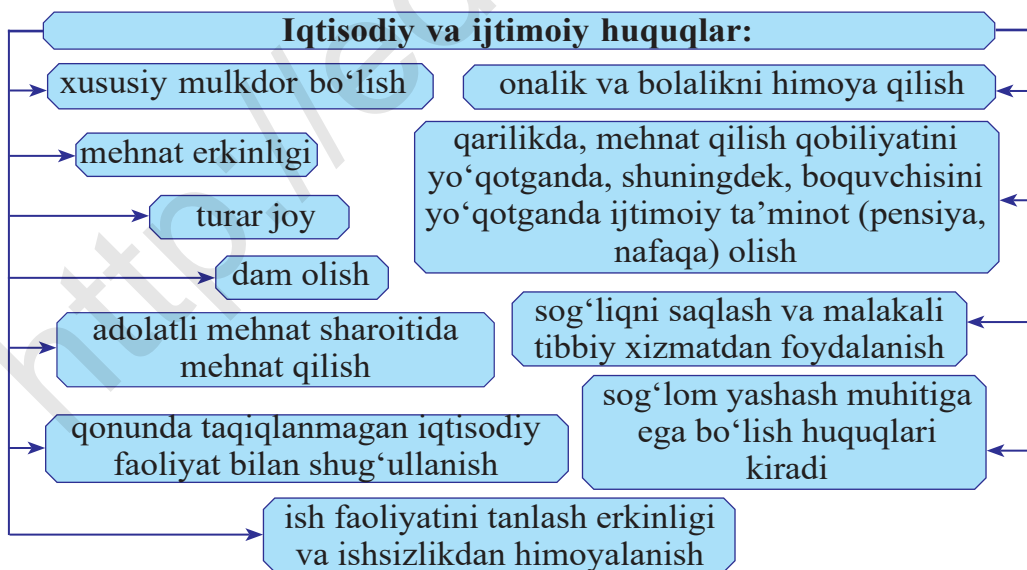 Iqtisodiy va ijtimoiy huquqlar:
xususiy mulkdor bo‘lish
mehnat erkinligi
turar joy
dam olish
adolatli mehnat sharoitida
mehnat qilish
qonunda taqiqlanmagan iqtisodiy
faoliyat bilan shug‘ullanish
ish faoliyatini tanlash erkinligi
va ishsizlikdan himoyalanish
onalik va bolalikni himoya qilish
qarilikda, mehnat qilish qobiliyatini
yo‘qotganda, shuningdek, boquvchisini
yo‘qotganda ijtimoiy ta’minot (pensiya,
nafaqa) olish
sog‘liqni saqlash va malakali
tibbiy xizmatdan foydalanish
sog‘lom yashash muhitiga
ega bo‘lish huquqlari
kiradi
http://e